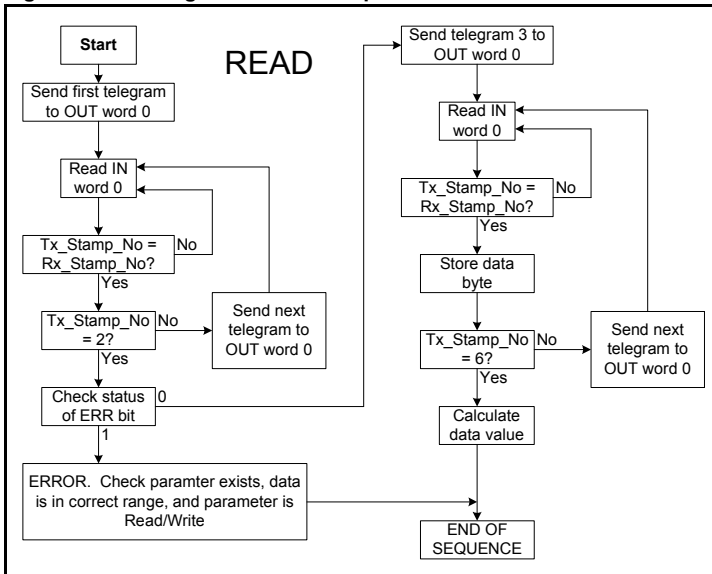 Start
READ
Send first telegram
to OUT word 0
Read IN
word 0
Tx_Stamp_No =
Rx_Stamp_No?
No
Yes
Tx_Stamp_No
= 2?
No
Send next
telegram to
OUT word 0
Yes
Check status
of ERR bit
0
1
ERROR. Check paramter exists, data
is in correct range, and parameter is
Read/Write
Send telegram 3 to
OUT word 0
Read IN
word 0
Tx_Stamp_No =
Rx_Stamp_No?
No
Yes
Store data
byte
Tx_Stamp_No
= 6?
No
Send next
telegram to
OUT word 0
Yes
Calculate
data value
END OF
SEQUENCE